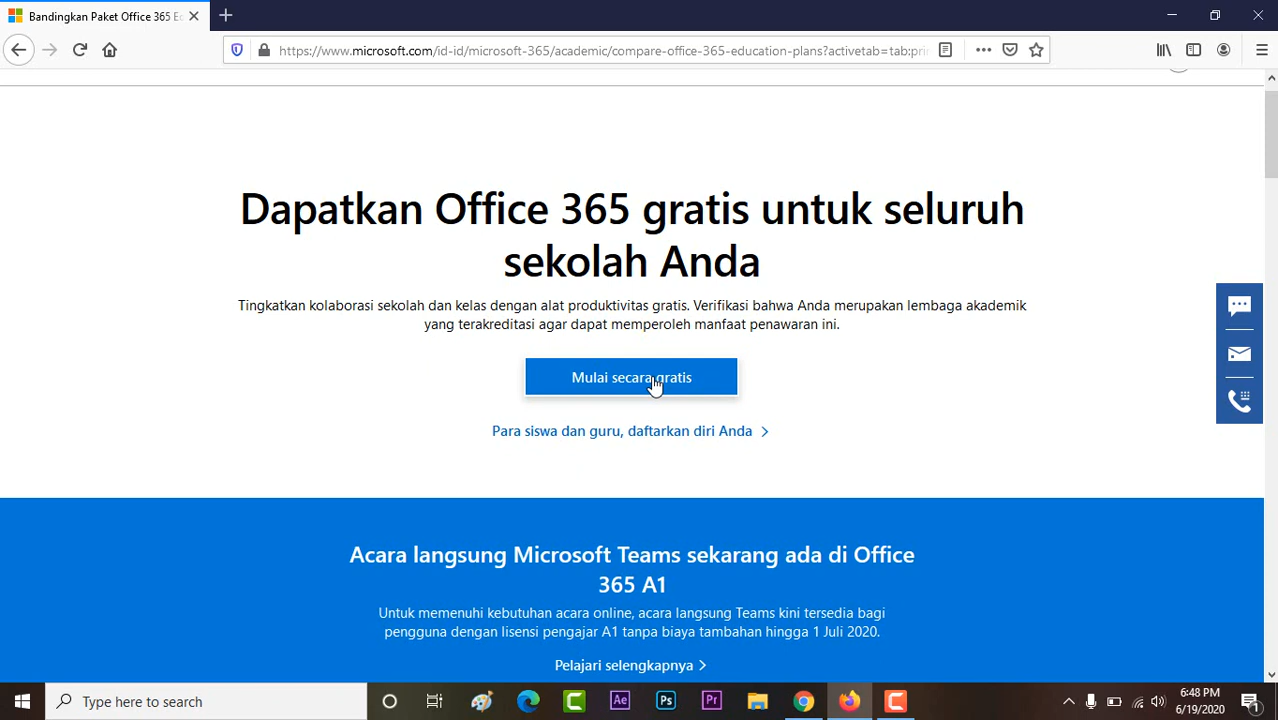 Bandingkan Paket Office 365 Ed
https://www.microsoft.com/id-id/microsoft-365/academic/compare-office-365-education-plans?activetab=tab:pri
Dapatkan Office 365 gratis untuk seluruh
sekolah Anda
Tingkatkan kolaborasi sekolah dan kelas dengan alat produktivitas gratis. Verifikasi bahwa Anda merupakan lembaga akademik
yang terakreditasi agar dapat memperoleh manfaat penawaran ini.
Mulai secara gratis
Para siswa dan guru, daftarkan diri Anda
Acara langsung Microsoft Teams sekarang ada di Office
365 A1
Untuk memenuhi kebutuhan acara online, acara langsung Teams kini tersedia bagi
pengguna dengan lisensi pengajar A1 tanpa biaya tambahan hingga 1 Juli 2020.
Pelajari selengkapnya
Type here to search
Ae
Ps
Pr
6:48 PM
6/19/2020
1